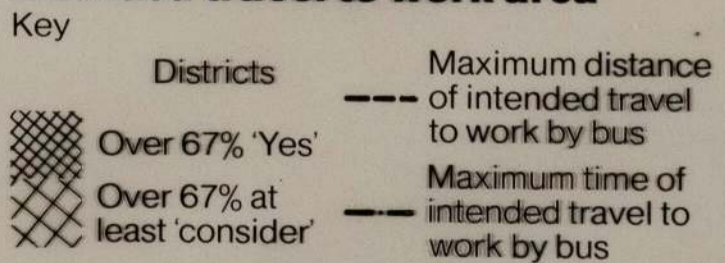 Key
Districts
Over 67% 'Yes'
Over 67% at
least 'consider'
Maximum distance
of intended travel
to work by bus
Maximum time of
intended travel to
work by bus